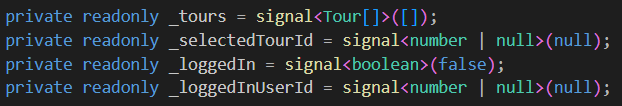 private readonly _tours = signal<Tour[]>([]);
private readonly _selectedTourId = signal<number | null>(null);
private readonly _loggedIn = signal<boolean>(false);
private readonly _loggedInUserId = signal<number | null>(null);